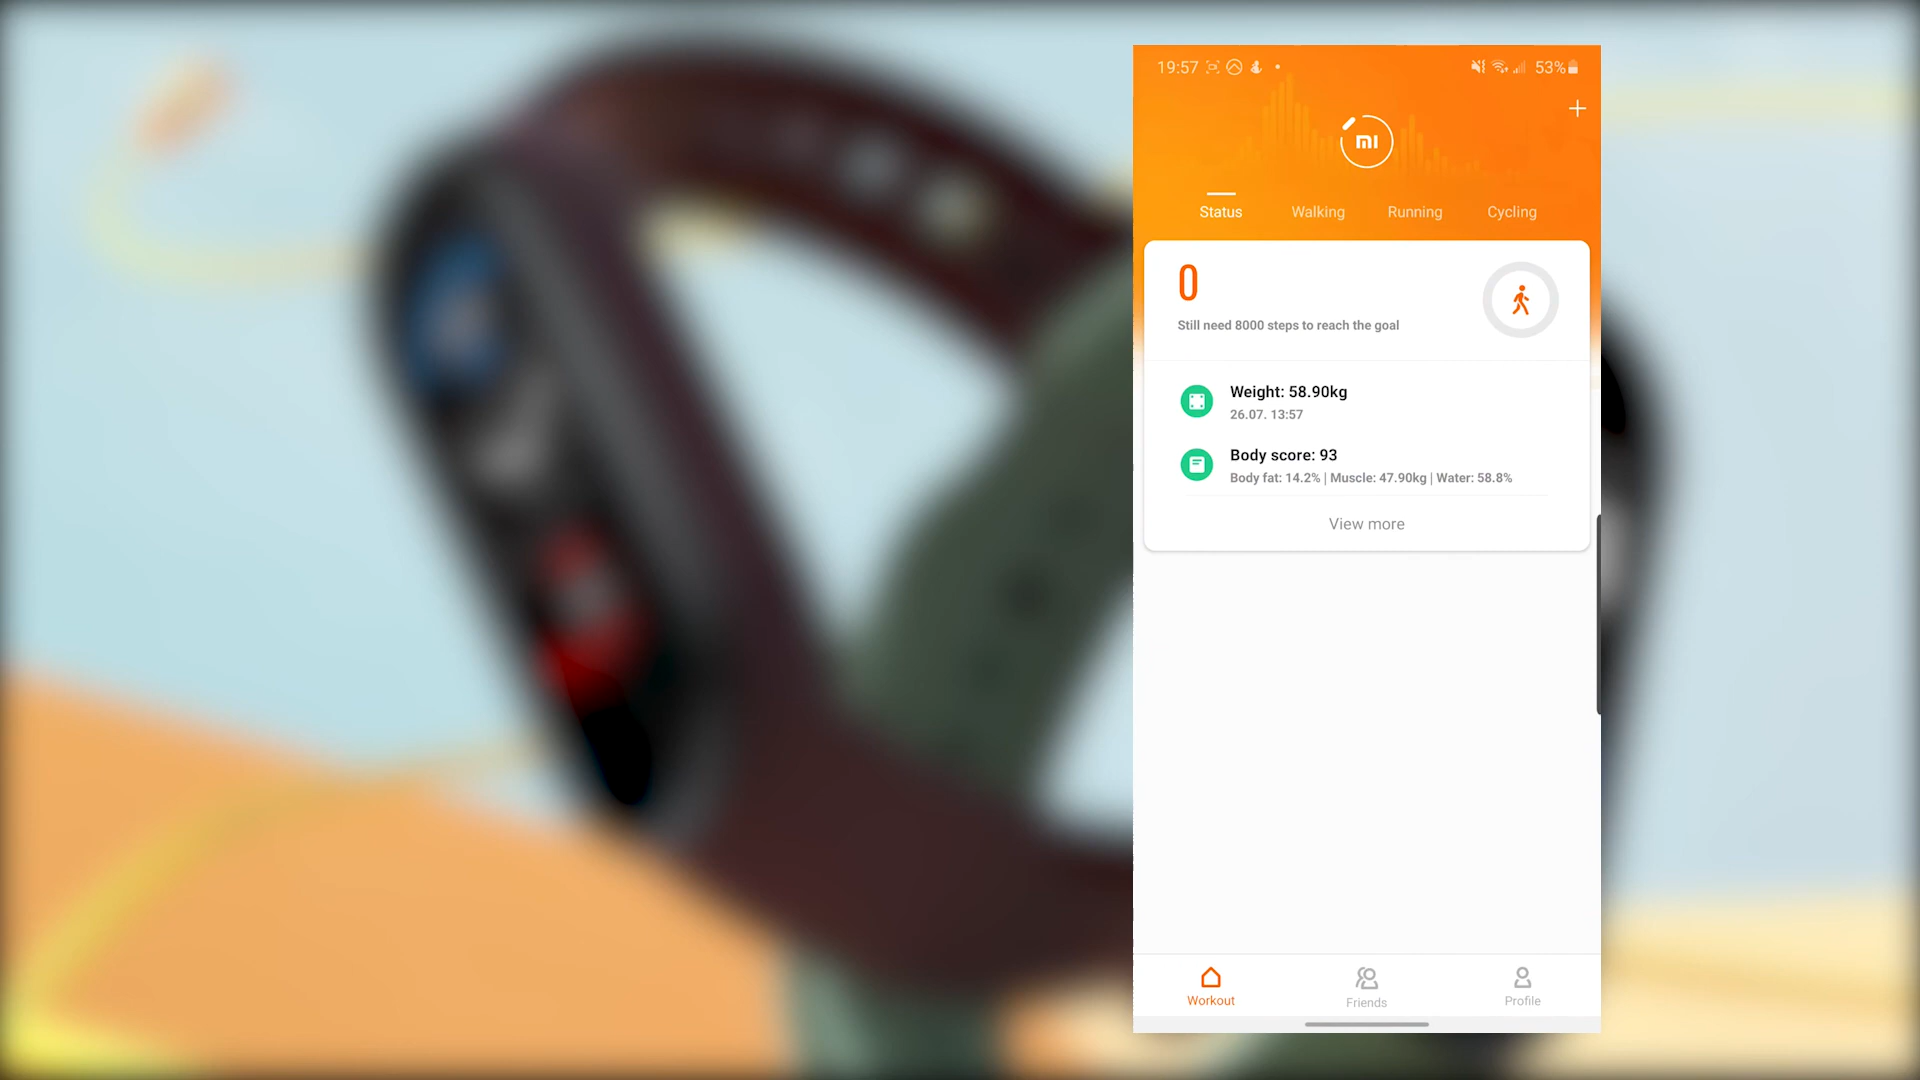 19:57 53%
mi
Status Walking Running Cycling
0
Still need 8000 steps to reach the goal
Weight: 58.90kg
26.07. 13:57
Body score: 93
Body fat: 14.2% | Muscle: 47.90kg | Water: 58.8%
View more
Workout Friends Profile